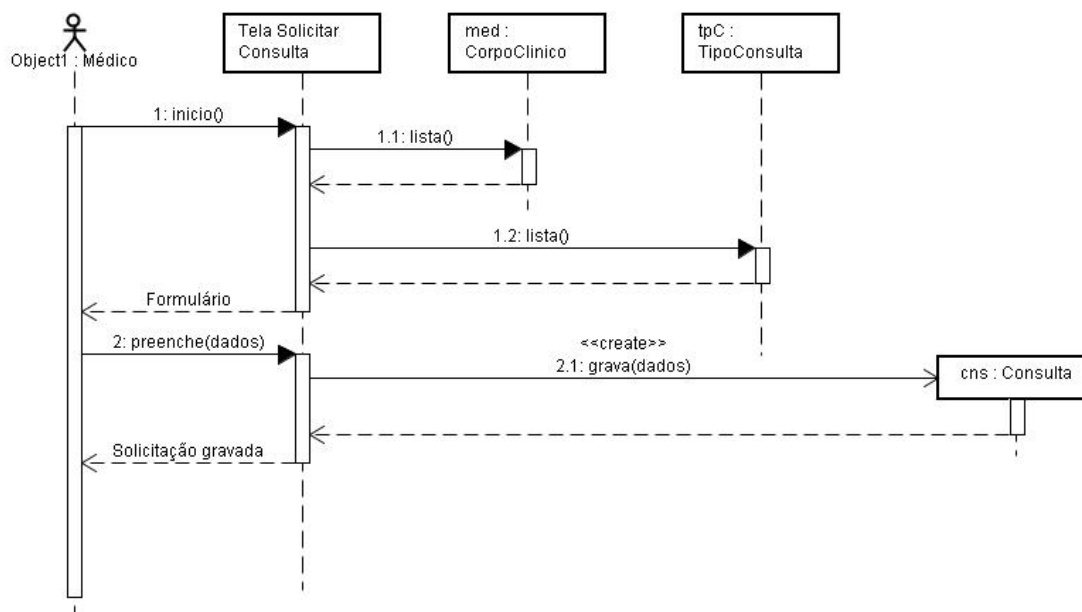 Object1 : Médico
Tela Solicitar
Consulta
med :
CorpoClinico
tpC :
TipoConsulta
1: inicio()
1.1: lista()
1.2: lista()
Formulário
2: preenche(dados)
<<create>>
2.1: grava(dados)
cns : Consulta
Solicitação gravada